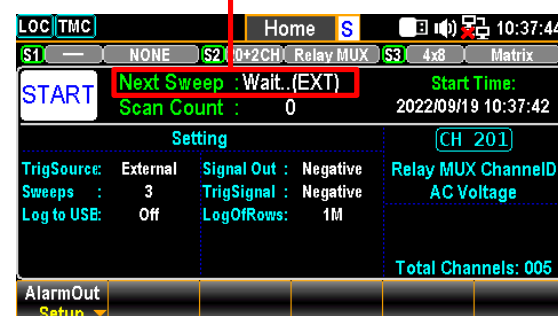 LOC TMC Home S 10:37:44
S1 — NONE S2 0+2CH Relay MUX S3 4x8 Matrix
START
Next Sweep : Wait..(EXT)
Scan Count : 0
Start Time:
2022/09/19 10:37:42
Setting
TrigSource: External Signal Out : Negative
Sweeps : 3 TrigSignal : Negative
Log to USB: Off LogOfRows: 1M
CH 201
Relay MUX ChannelD
AC Voltage
Total Channels: 005
AlarmOut
Setup